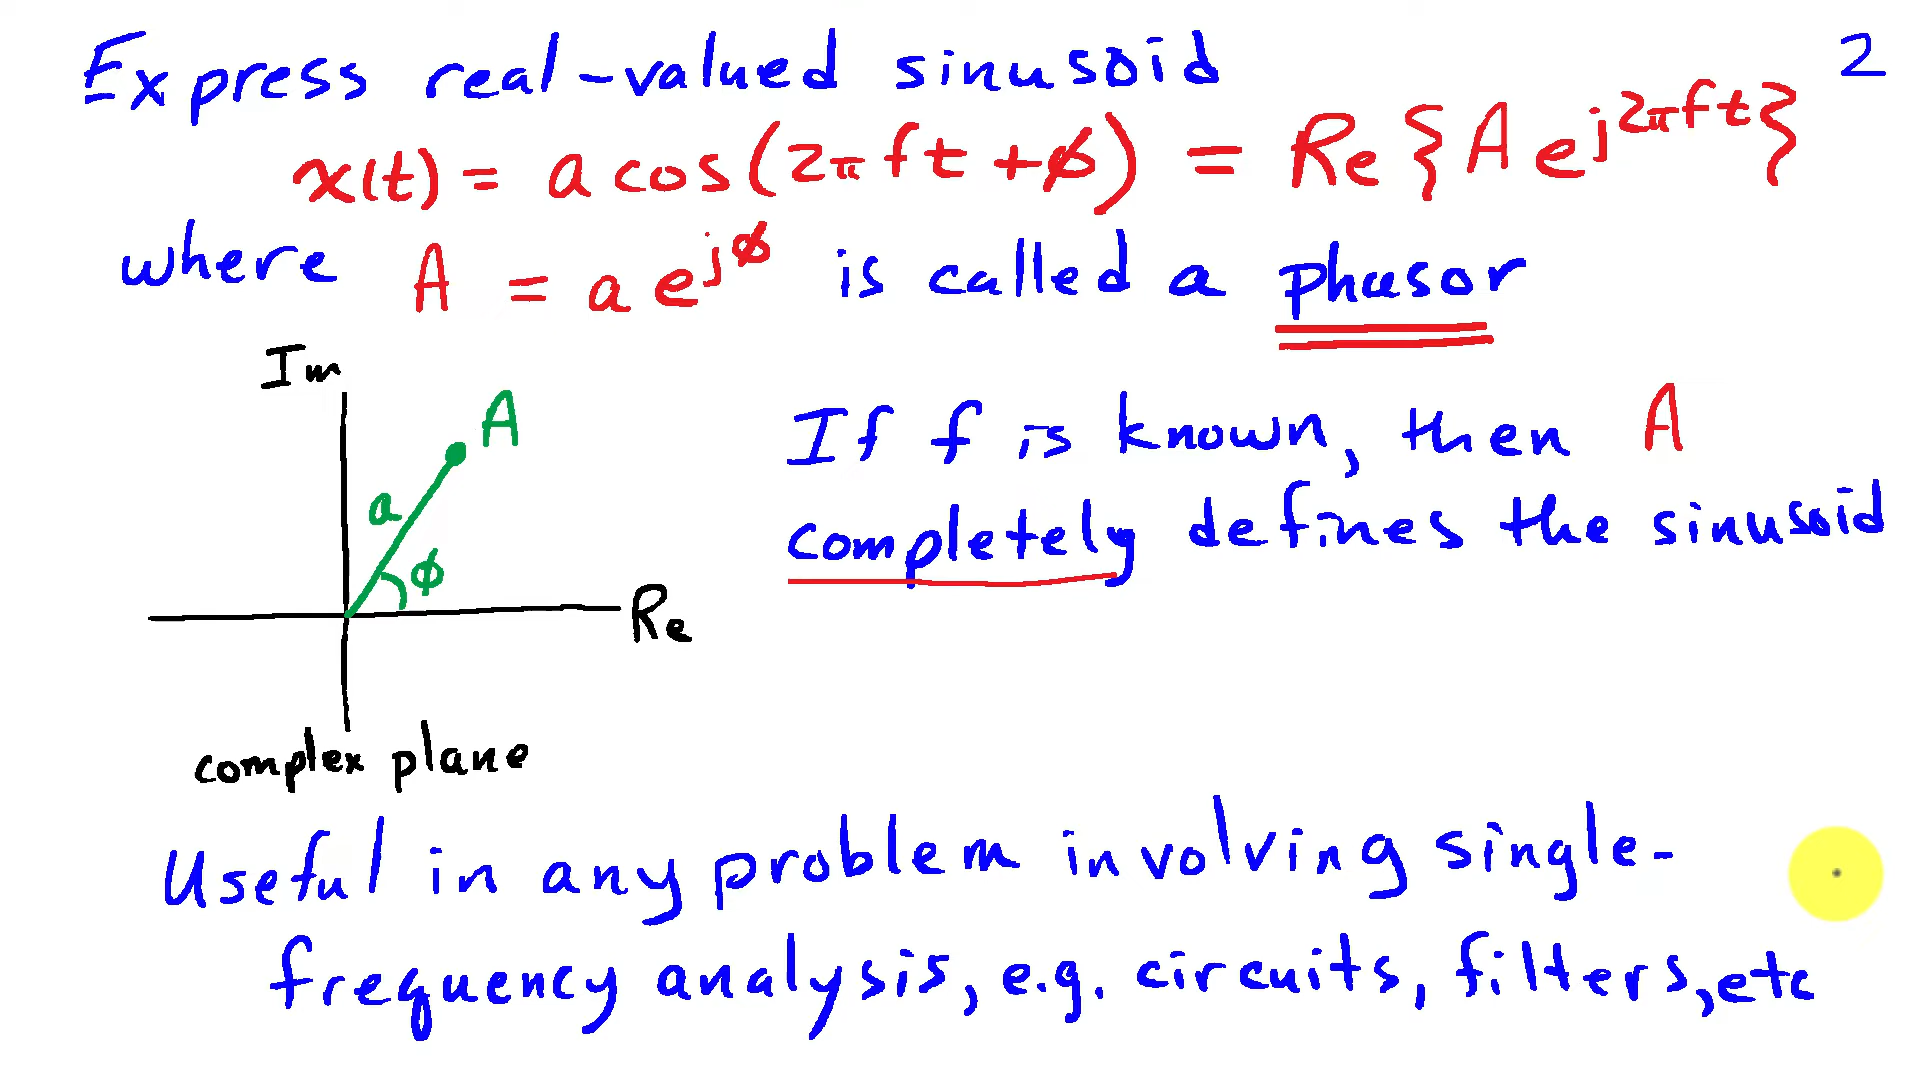 Express real-valued sinusoid
2
x(t) = a cos(2πft + ϕ) = Re{A e^{j2πft}}
where A = a e^{jϕ} is called a phasor
Im
A
a
ϕ
Re
complex plane
If f is known, then A
completely defines the sinusoid
Useful in any problem involving single-
frequency analysis, e.g. circuits, filters, etc